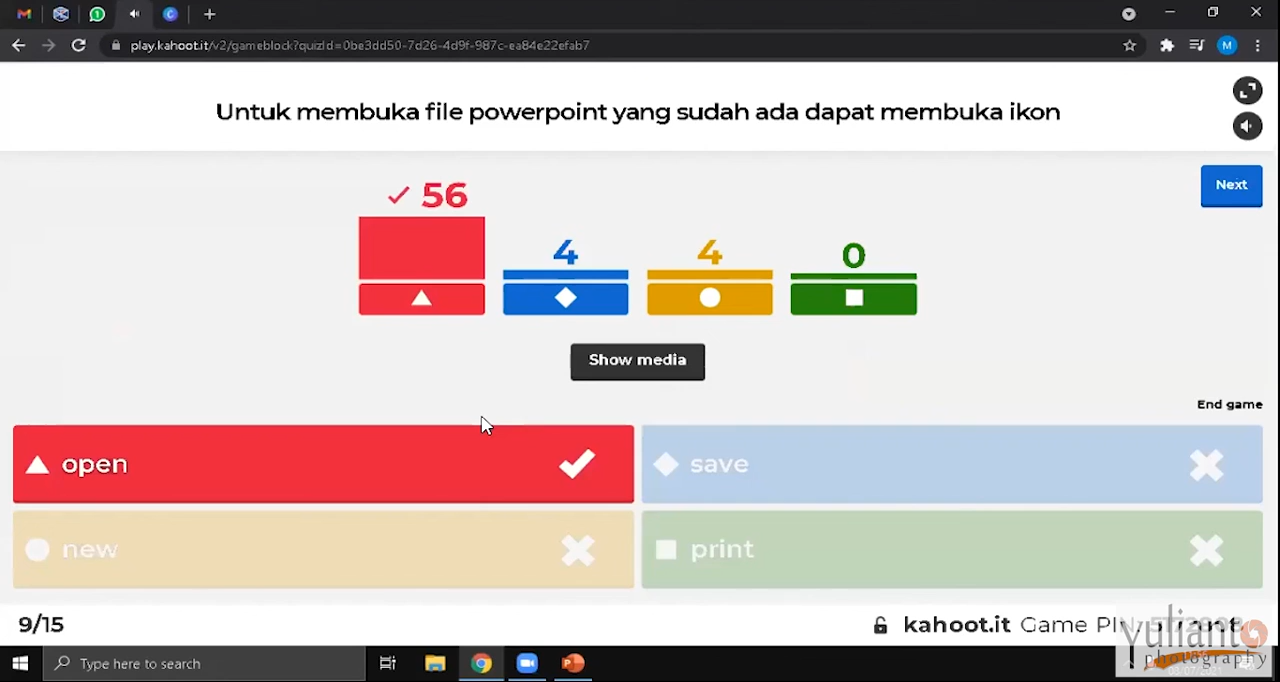 play.kahoot.it/v2/gameblock?quizId=0be3dd50-7d26-4d9f-987c-ea84e22efab7
M
Untuk membuka file powerpoint yang sudah ada dapat membuka ikon
Next
56
4
4
0
Show media
End game
open
save
new
print
9/15
kahoot.it Game PIN:
yulianto
photography
Type here to search